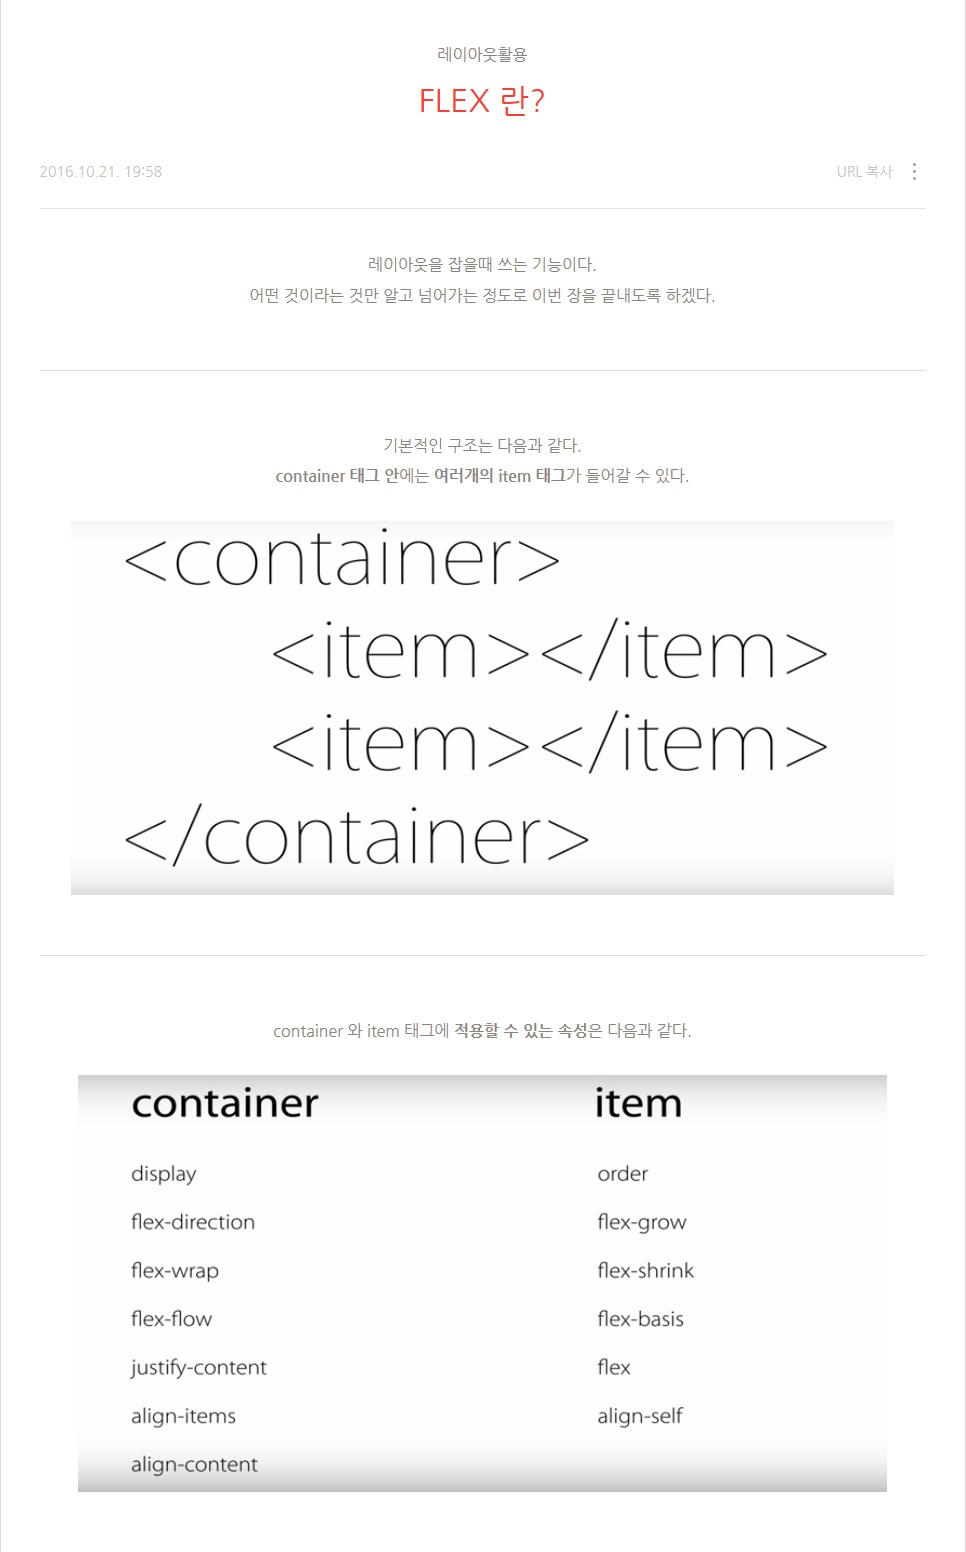 레이아웃활용
FLEX 란?
2016.10.21. 19:58
URL 복사
레이아웃을 잡을때 쓰는 기능이다.
어떤 것이라는 것만 알고 넘어가는 정도로 이번 장을 끝내도록 하겠다.
기본적인 구조는 다음과 같다.
container 태그 안에는 여러개의 item 태그가 들어갈 수 있다.
<container>
<item></item>
<item></item>
</container>
container 와 item 태그에 적용할 수 있는 속성은 다음과 같다.
container
display
flex-direction
flex-wrap
flex-flow
justify-content
align-items
align-content
item
order
flex-grow
flex-shrink
flex-basis
flex
align-self